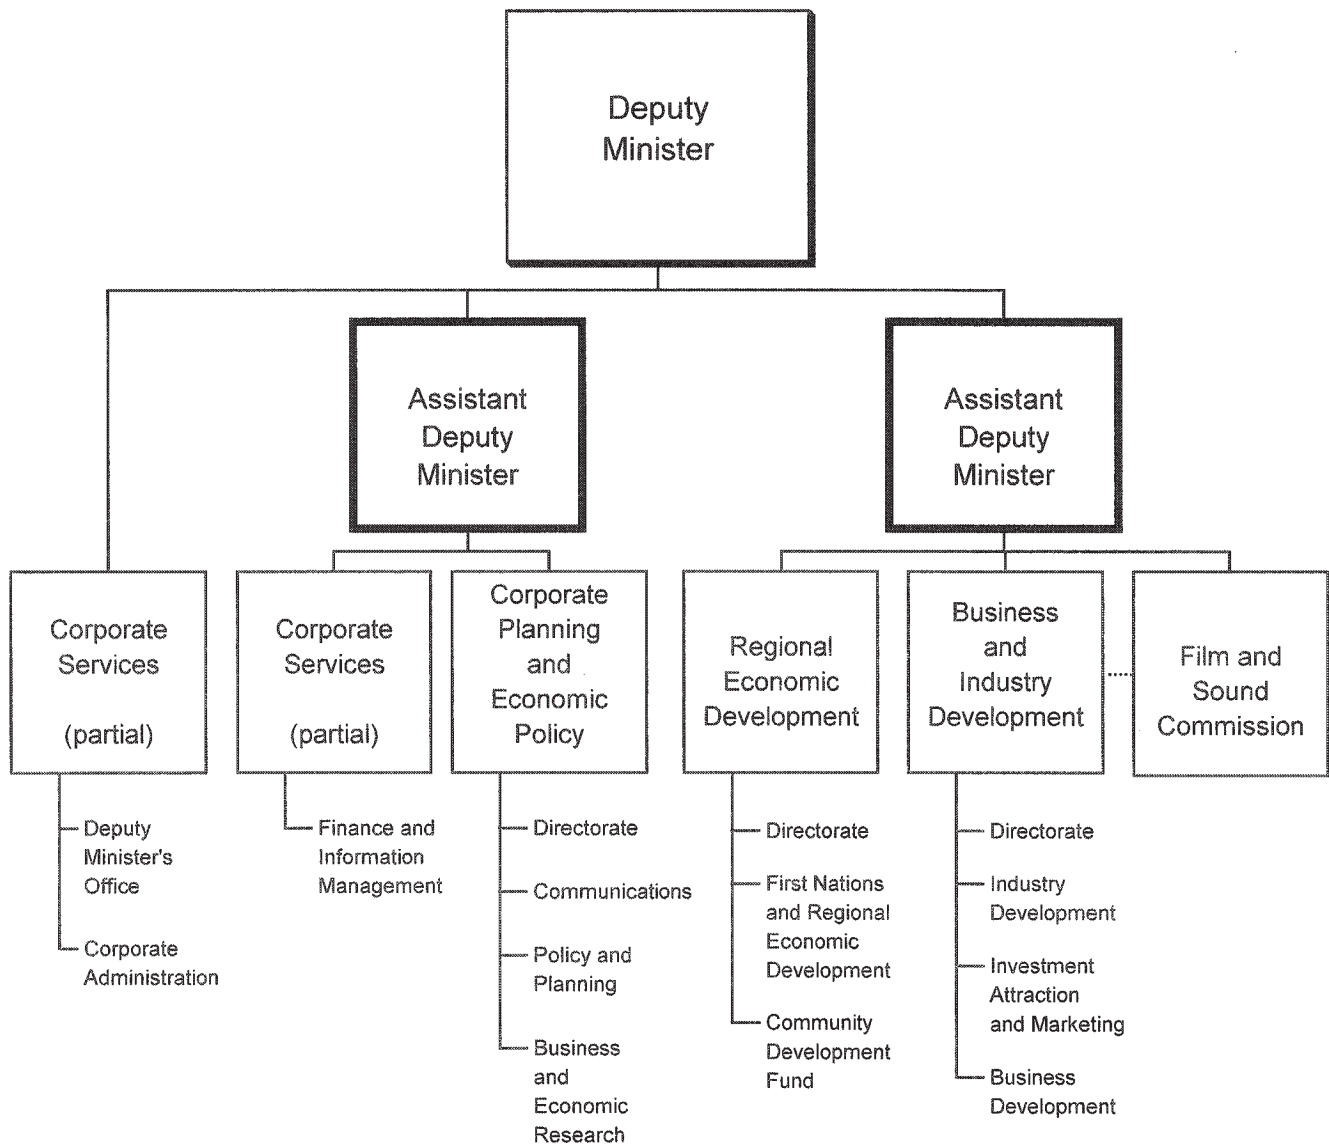 Deputy
Minister
Assistant
Deputy
Minister
Assistant
Deputy
Minister
Corporate
Services
(partial)
Corporate
Services
(partial)
Corporate
Planning
and
Economic
Policy
Regional
Economic
Development
Business
and
Industry
Development
Film and
Sound
Commission
Deputy
Minister's
Office
Corporate
Administration
Finance and
Information
Management
Directorate
Communications
Policy and
Planning
Business
and
Economic
Research
Directorate
First Nations
and Regional
Economic
Development
Community
Development
Fund
Directorate
Industry
Development
Investment
Attraction
and Marketing
Business
Development